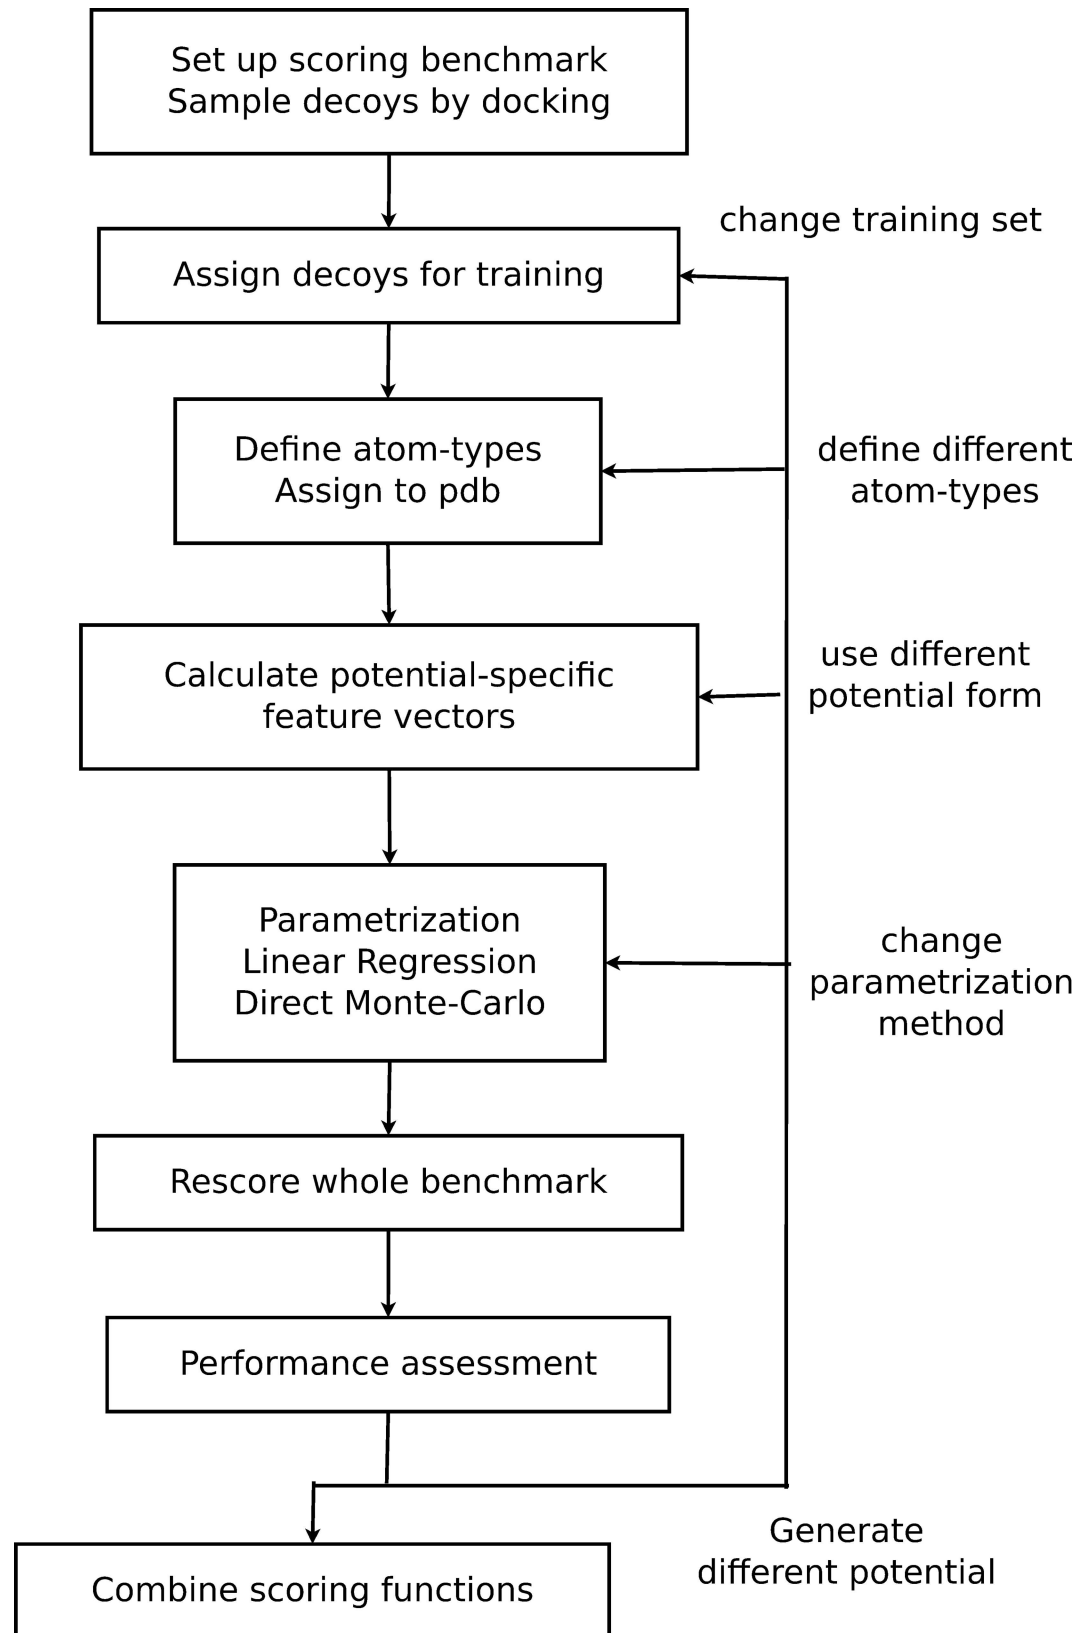 Set up scoring benchmark
Sample decoys by docking
change training set
Assign decoys for training
Define atom-types
Assign to pdb
define different
atom-types
Calculate potential-specific
feature vectors
use different
potential form
Parametrization
Linear Regression
Direct Monte-Carlo
change
parametrization
method
Rescore whole benchmark
Performance assessment
Generate
different potential
Combine scoring functions